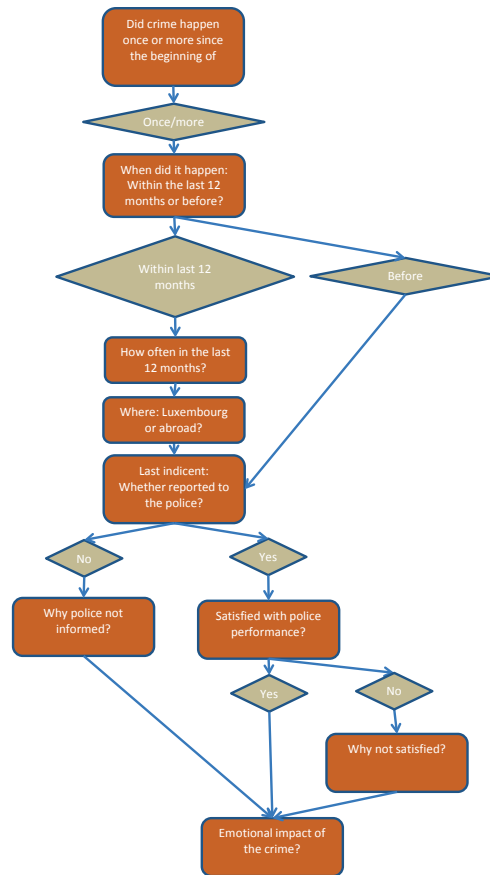 Did crime happen
once or more since
the beginning of
Once/more
When did it happen:
Within the last 12
months or before?
Within last 12
months
Before
How often in the last
12 months?
Where: Luxembourg
or abroad?
Last indicent:
Whether reported to
the police?
No
Yes
Why police not
informed?
Satisfied with police
performance?
Yes
No
Why not satisfied?
Emotional impact of
the crime?